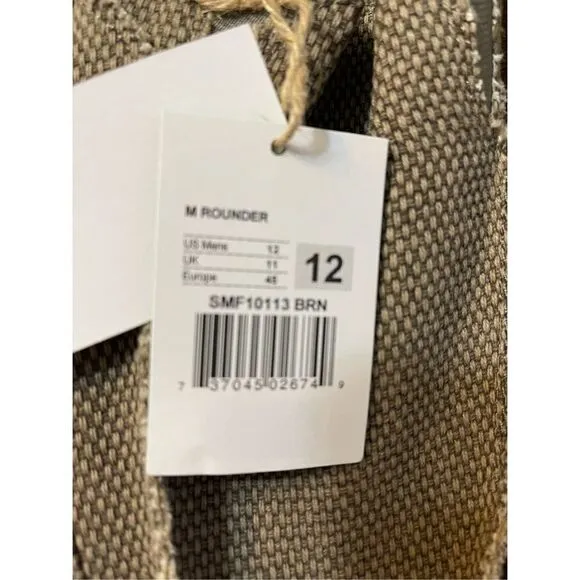 M ROUNDER
US Mens 12
UK 11
Europe 45
12
SMF10113 BRN
7 37045 02674 9